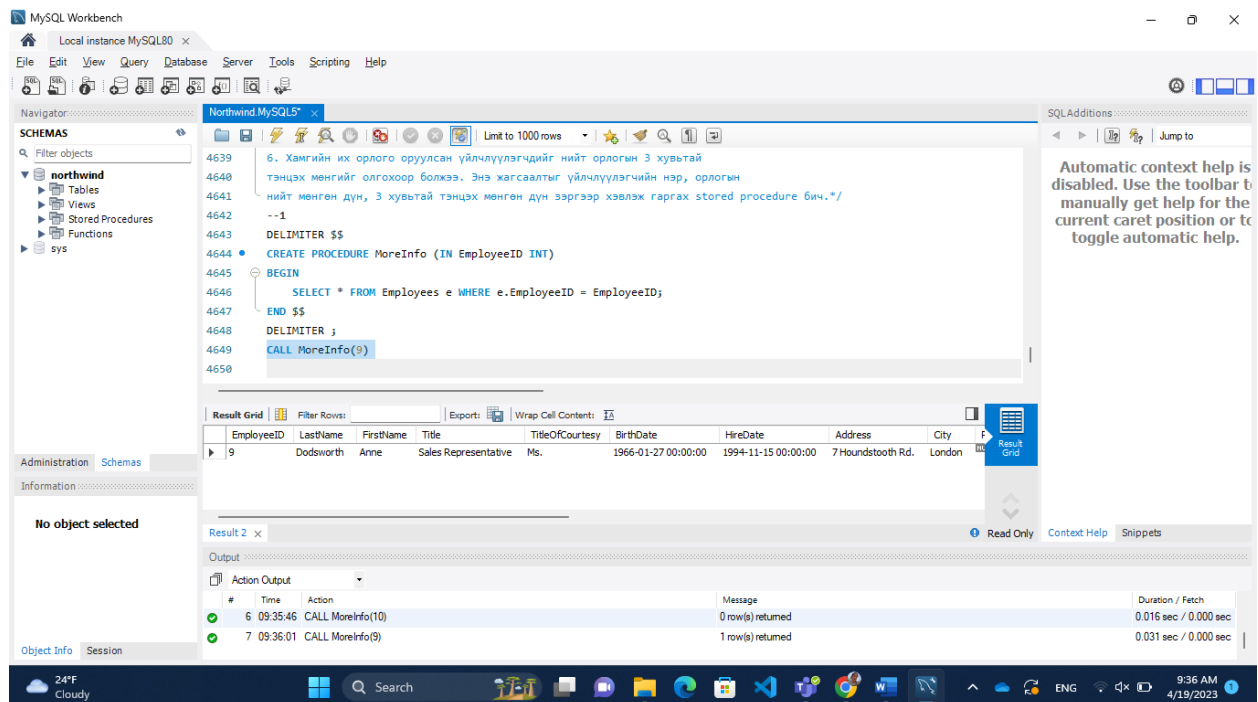 MySQL Workbench
Local instance MySQL80
File Edit View Query Database Server Tools Scripting Help
Navigator
SCHEMAS
Filter objects
northwind
Tables
Views
Stored Procedures
Functions
sys
Administration Schemas
Information
No object selected
Object Info Session
Northwind.MySQL5*
Limit to 1000 rows
4639 6. Хамгийн их орлого оруулсан үйлчлүүлэгчдийг нийт орлогын 3 хувьтай
4640 тэнцэх мөнгийг олгохоор болжээ. Энэ жагсаалтыг үйлчлүүлэгчийн нэр, орлогын
4641 нийт мөнгөн дүн, 3 хувьтай тэнцэх мөнгөн дүн зэргээр хэвлэж гаргах stored procedure бич.*/
4642 --1
4643 DELIMITER $$
4644 CREATE PROCEDURE MoreInfo (IN EmployeeID INT)
4645 BEGIN
4646 SELECT * FROM Employees e WHERE e.EmployeeID = EmployeeID;
4647 END $$
4648 DELIMITER ;
4649 CALL MoreInfo(9)
4650
Result Grid Filter Rows: Export: Wrap Cell Content:
EmployeeID LastName FirstName Title TitleOfCourtesy BirthDate HireDate Address City
9 Dodsworth Anne Sales Representative Ms. 1966-01-27 00:00:00 1994-11-15 00:00:00 7 Houndstooth Rd. London
Result Grid
Result 2
Read Only
SQLAdditions
Jump to
Automatic context help is
disabled. Use the toolbar to
manually get help for the
current caret position or to
toggle automatic help.
Context Help Snippets
Output
Action Output
# Time Action Message Duration / Fetch
6 09:35:46 CALL MoreInfo(10) 0 row(s) returned 0.016 sec / 0.000 sec
7 09:36:01 CALL MoreInfo(9) 1 row(s) returned 0.031 sec / 0.000 sec
24°F
Cloudy
Search
ENG
9:36 AM
4/19/2023
1